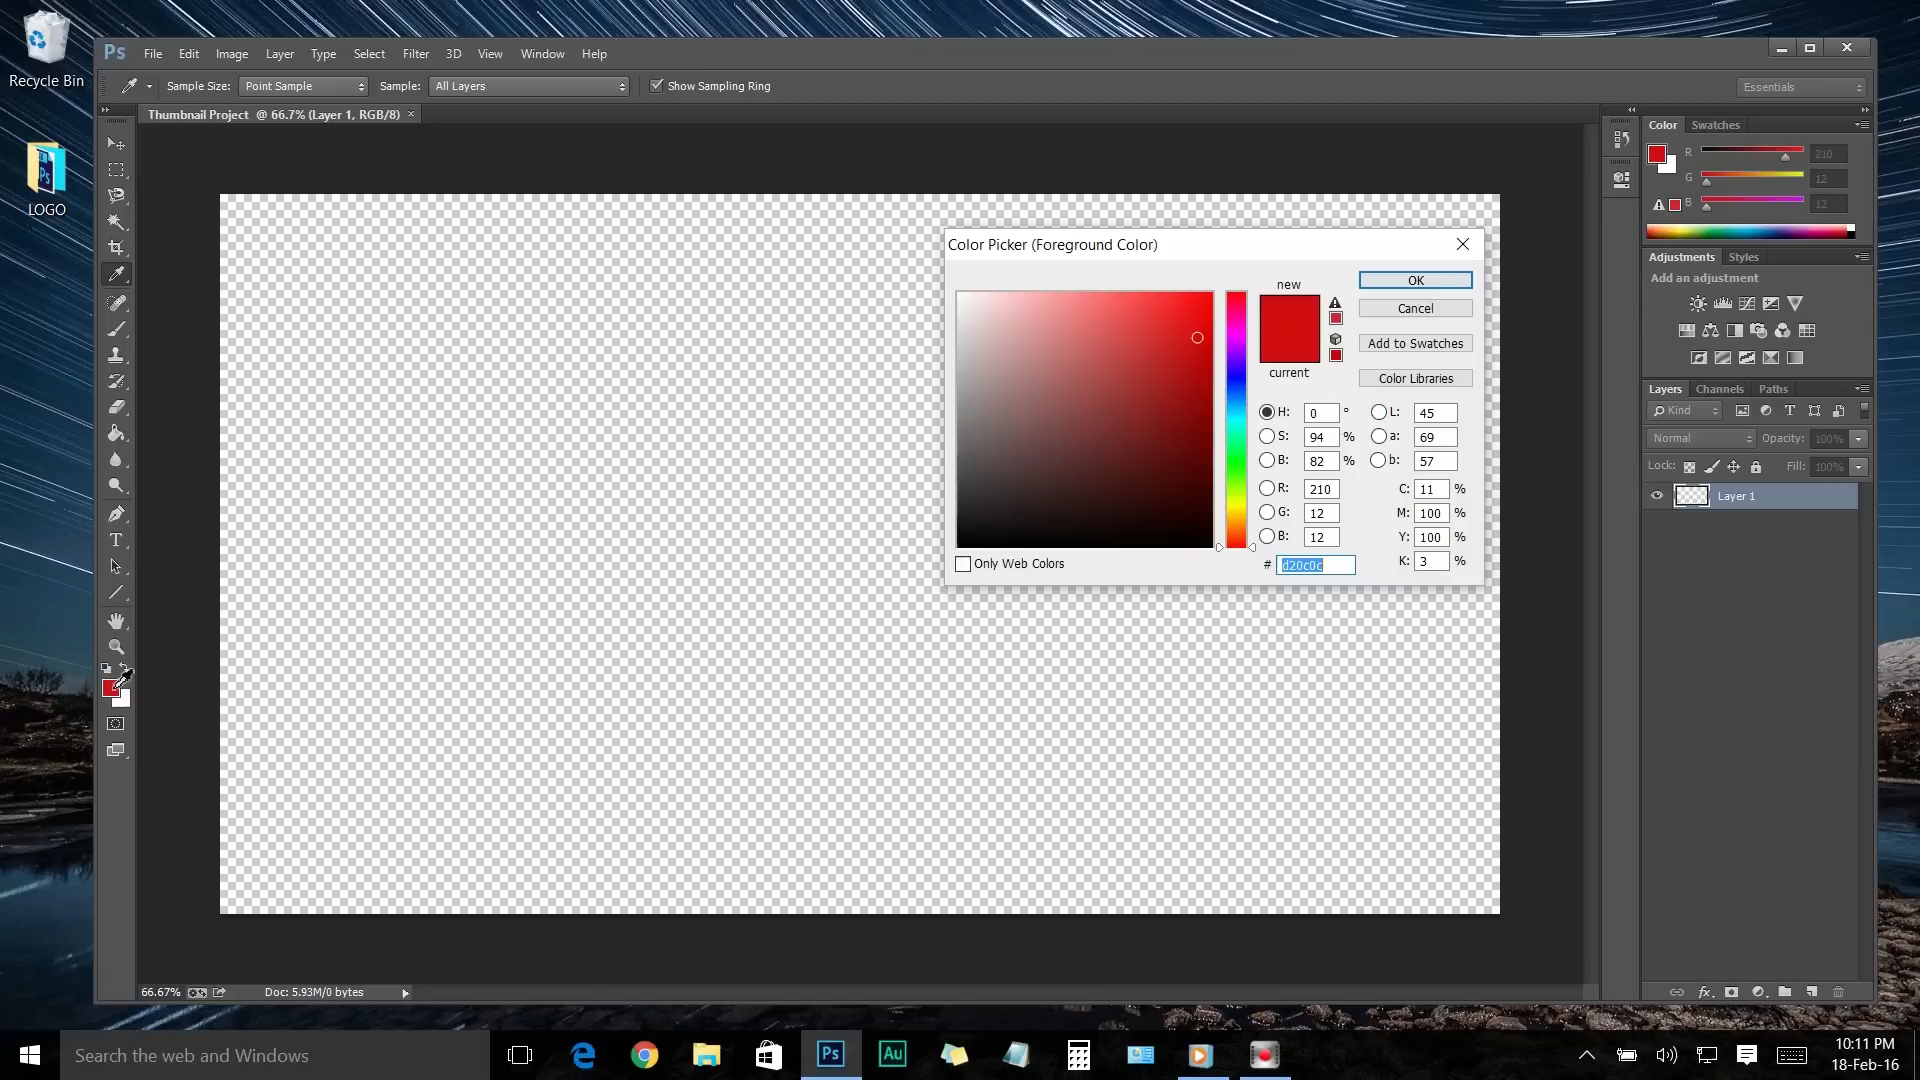 Recycle Bin
LOGO
Ps File Edit Image Layer Type Select Filter 3D View Window Help
Sample Size: Point Sample Sample: All Layers Show Sampling Ring Essentials
Thumbnail Project @ 66.7% (Layer 1, RGB/8) ×
Color Picker (Foreground Color)
new
current
OK
Cancel
Add to Swatches
Color Libraries
H: 0 ° L: 45
S: 94 % a: 69
B: 82 % b: 57
R: 210 C: 11 %
G: 12 M: 100 %
B: 12 Y: 100 %
# d20c0c K: 3 %
Only Web Colors
Color Swatches
R 210
G 12
B 12
Adjustments Styles
Add an adjustment
Layers Channels Paths
Kind
Normal Opacity: 100%
Lock: Fill: 100%
Layer 1
66.67% Doc: 5.93M/0 bytes
Search the web and Windows
Ps
Au
10:11 PM
18-Feb-16